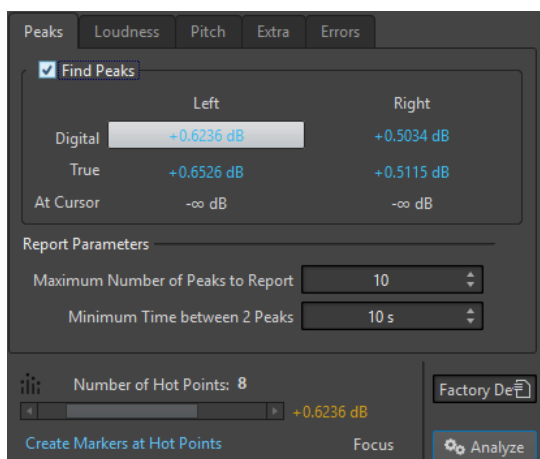 Peaks Loudness Pitch Extra Errors
Find Peaks
Left Right
Digital +0.6236 dB +0.5034 dB
True +0.6526 dB +0.5115 dB
At Cursor -∞ dB -∞ dB
Report Parameters
Maximum Number of Peaks to Report 10
Minimum Time between 2 Peaks 10 s
Number of Hot Points: 8
Factory De
+0.6236 dB
Create Markers at Hot Points Focus Analyze